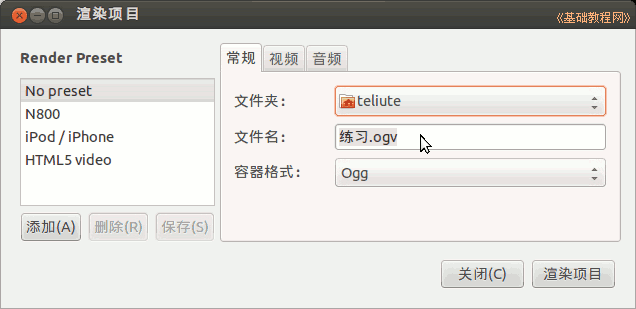 渲染项目
《基础教程网》
Render Preset
No preset
N800
iPod / iPhone
HTML5 video
添加(A)
删除(R)
保存(S)
常规
视频
音频
文件夹:
teliute
文件名:
练习.ogv
容器格式:
Ogg
关闭(C)
渲染项目